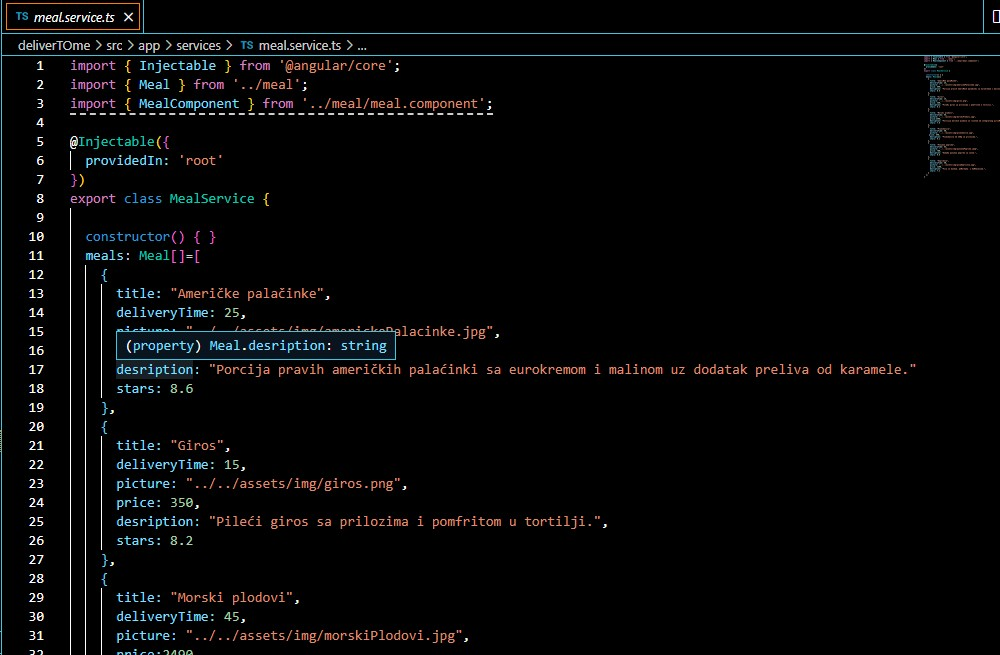 TS meal.service.ts ×
deliverTOme > src > app > services > TS meal.service.ts > ...
1 import { Injectable } from '@angular/core';
2 import { Meal } from '../meal';
3 import { MealComponent } from '../meal/meal.component';
4
5 @Injectable({
6 providedIn: 'root'
7 })
8 export class MealService {
9
10 constructor() { }
11 meals: Meal[]=[
12 {
13 title: "Američke palačinke",
14 deliveryTime: 25,
15 picture: "../../assets/img/americkePalacinke.jpg",
16 (property) Meal.desription: string
17 desription: "Porcija pravih američkih palaćinki sa eurokremom i malinom uz dodatak preliva od karamele."
18 stars: 8.6
19 },
20 {
21 title: "Giros",
22 deliveryTime: 15,
23 picture: "../../assets/img/giros.png",
24 price: 350,
25 desription: "Pileći giros sa prilozima i pomfritom u tortilji.",
26 stars: 8.2
27 },
28 {
29 title: "Morski plodovi",
30 deliveryTime: 45,
31 picture: "../../assets/img/morskiPlodovi.jpg",
32 price:2490